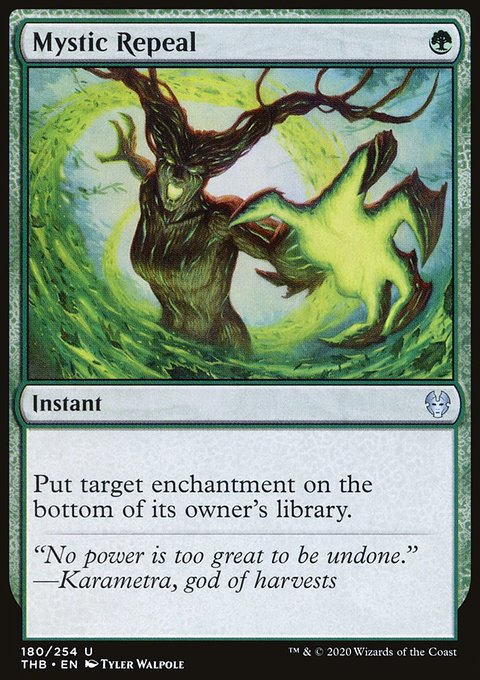 Mystic Repeal
Instant
Put target enchantment on the
bottom of its owner's library.
“No power is too great to be undone.”
—Karametra, god of harvests
180/254 U
THB • EN Tyler Walpole
™ & © 2020 Wizards of the Coast